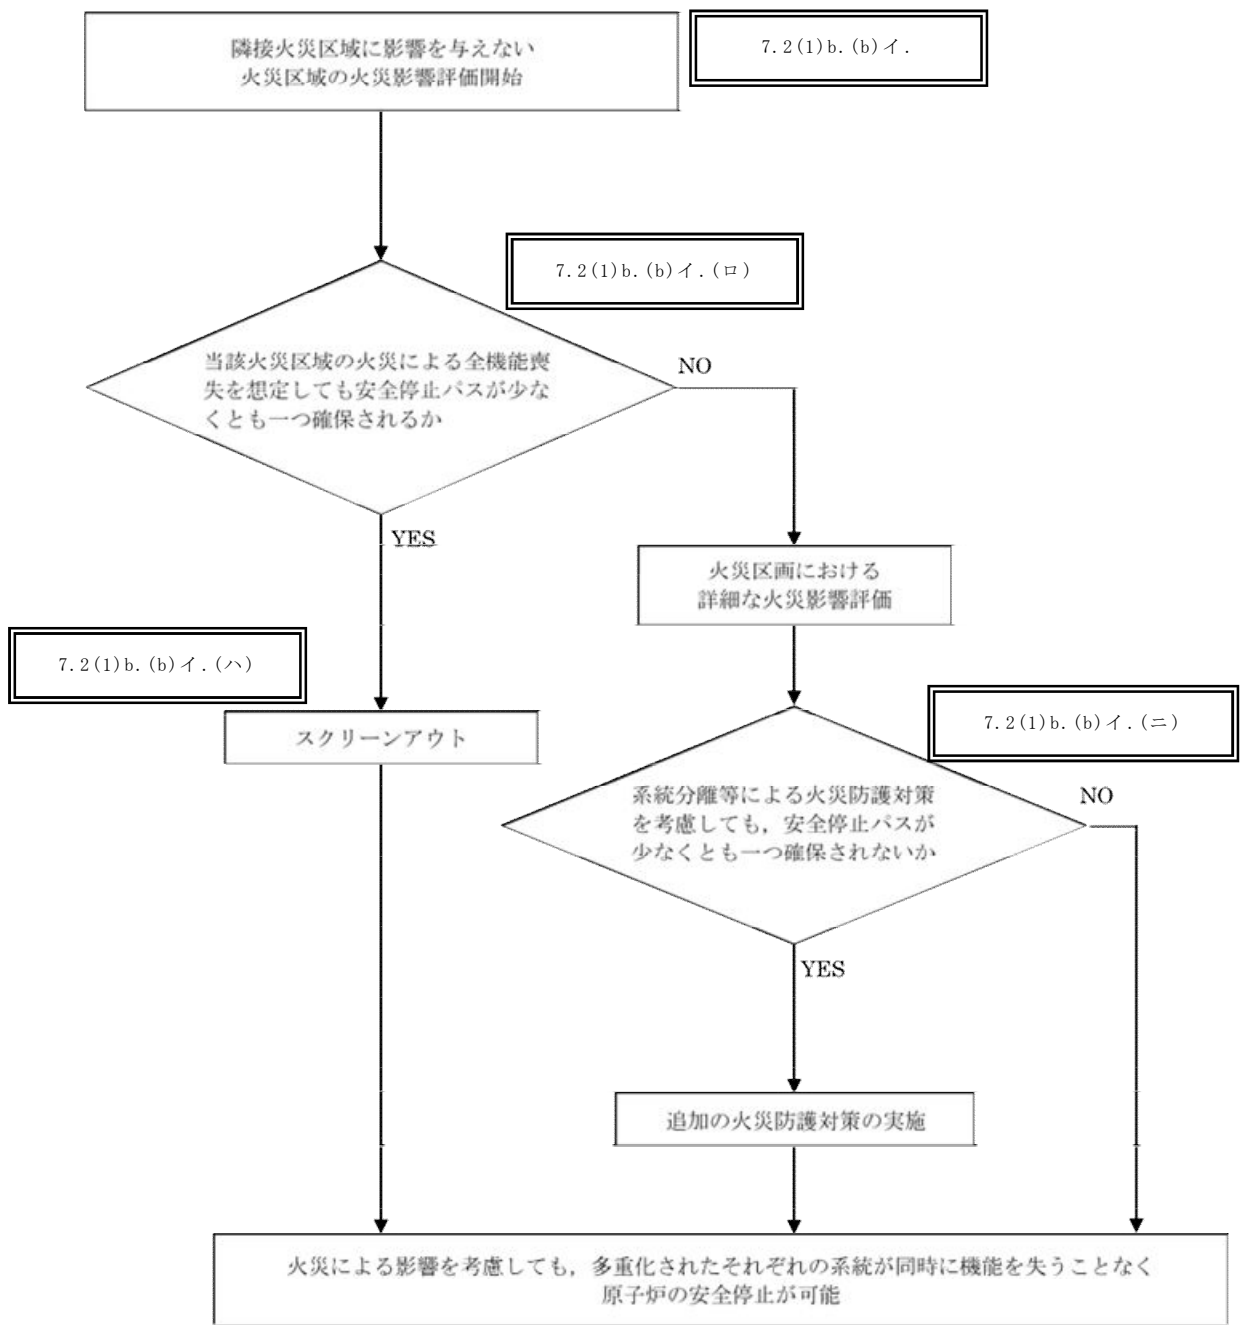 隣接火災区域に影響を与えない
火災区域の火災影響評価開始
7.2(1)b.(b)イ.
7.2(1)b.(b)イ.(ロ)
当該火災区域の火災による全機能喪
失を想定しても安全停止パスが少な
くとも一つ確保されるか
NO
YES
火災区画における
詳細な火災影響評価
7.2(1)b.(b)イ.(ハ)
スクリーンアウト
7.2(1)b.(b)イ.(ニ)
系統分離等による火災防護対策
を考慮しても，安全停止パスが
少なくとも一つ確保されないか
NO
YES
追加の火災防護対策の実施
火災による影響を考慮しても，多重化されたそれぞれの系統が同時に機能を失うことなく
原子炉の安全停止が可能